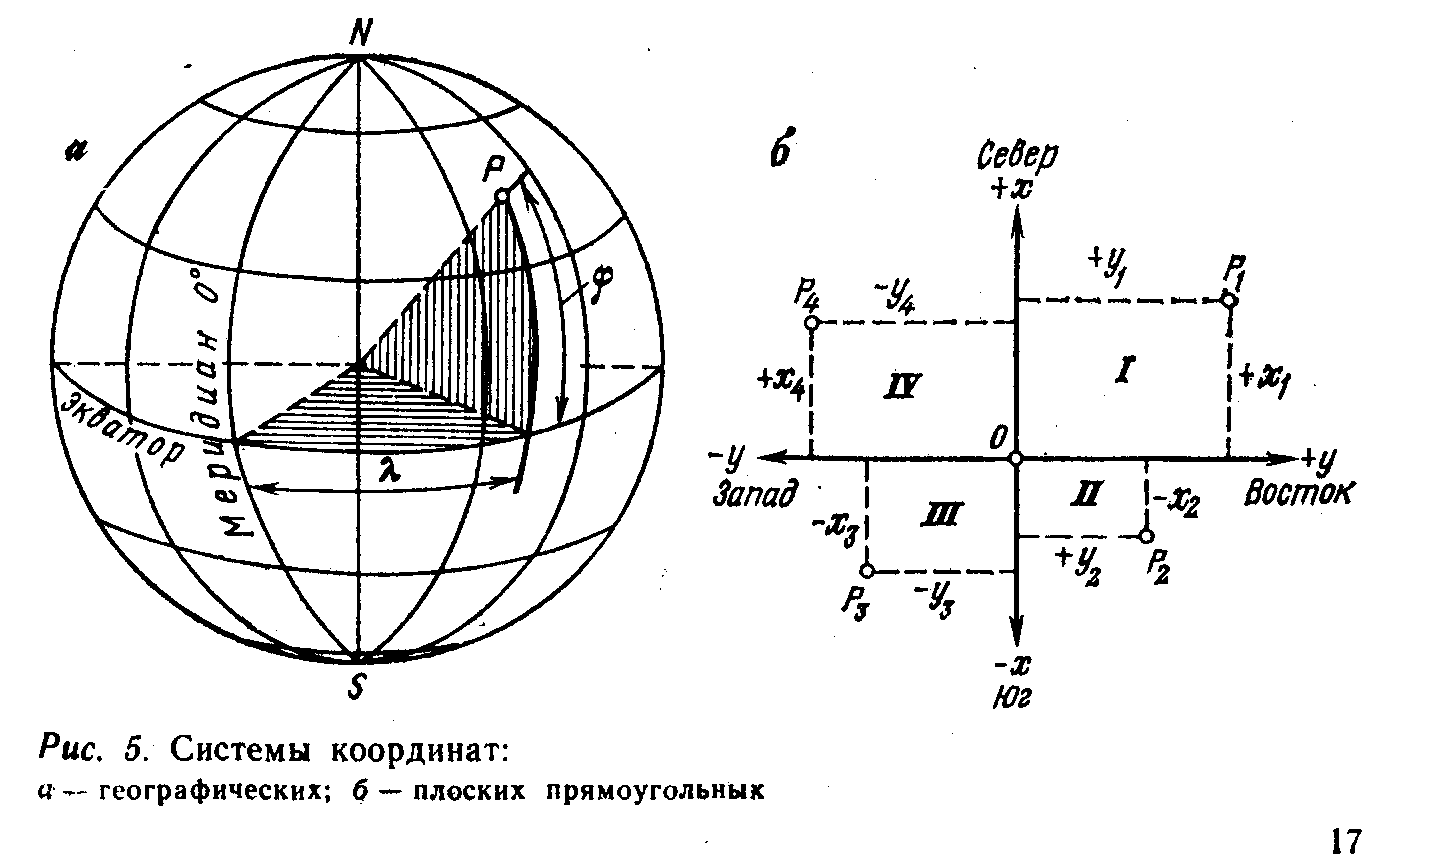 N
а
P
φ
Меридиан 0°
Экватор
λ
S
б
Север
+x
+y₁
P₁
P₄
-y₄
IV
I
+x₄
+x₁
O
-y
+y
Запад
Восток
III
II
-x₃
-x₂
+y₂
P₂
P₃
-y₃
-x
Юг
Рис. 5. Системы координат:
а — географических; б — плоских прямоугольных
17